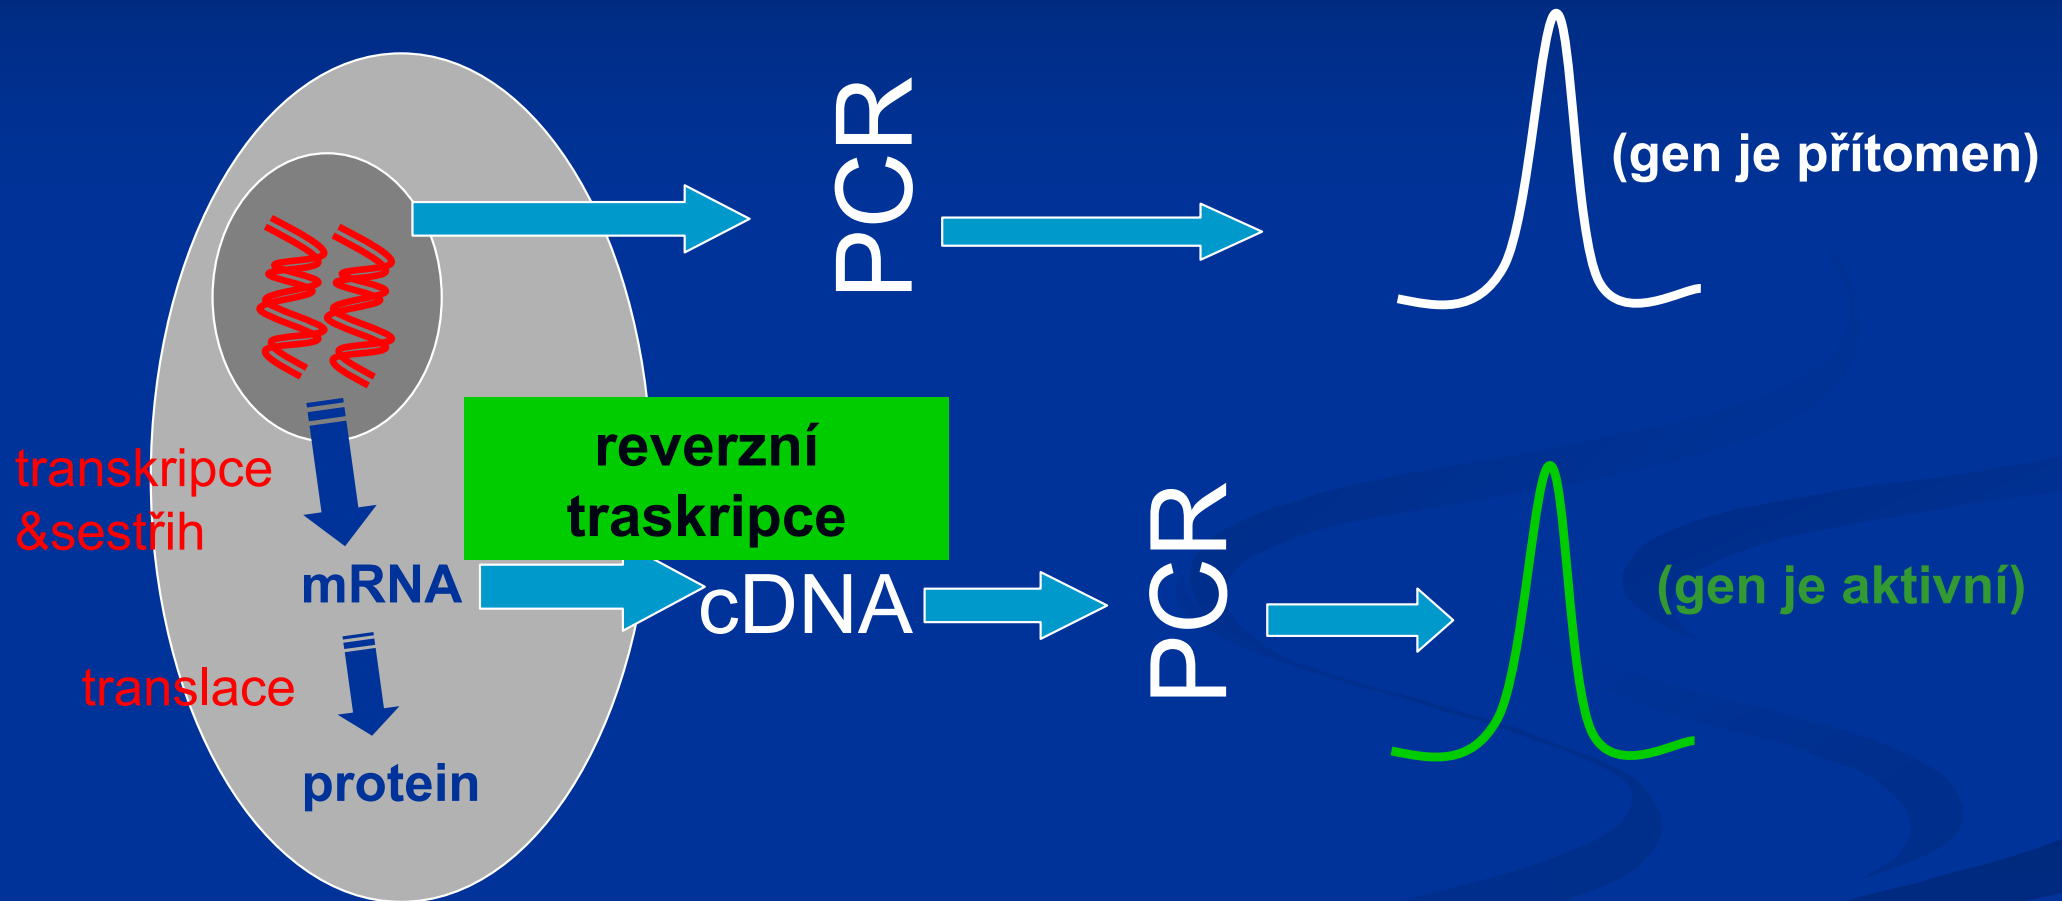 PCR
(gen je přítomen)
transkripce
&sestřih
reverzní
traskripce
mRNA
cDNA
PCR
(gen je aktivní)
translace
protein